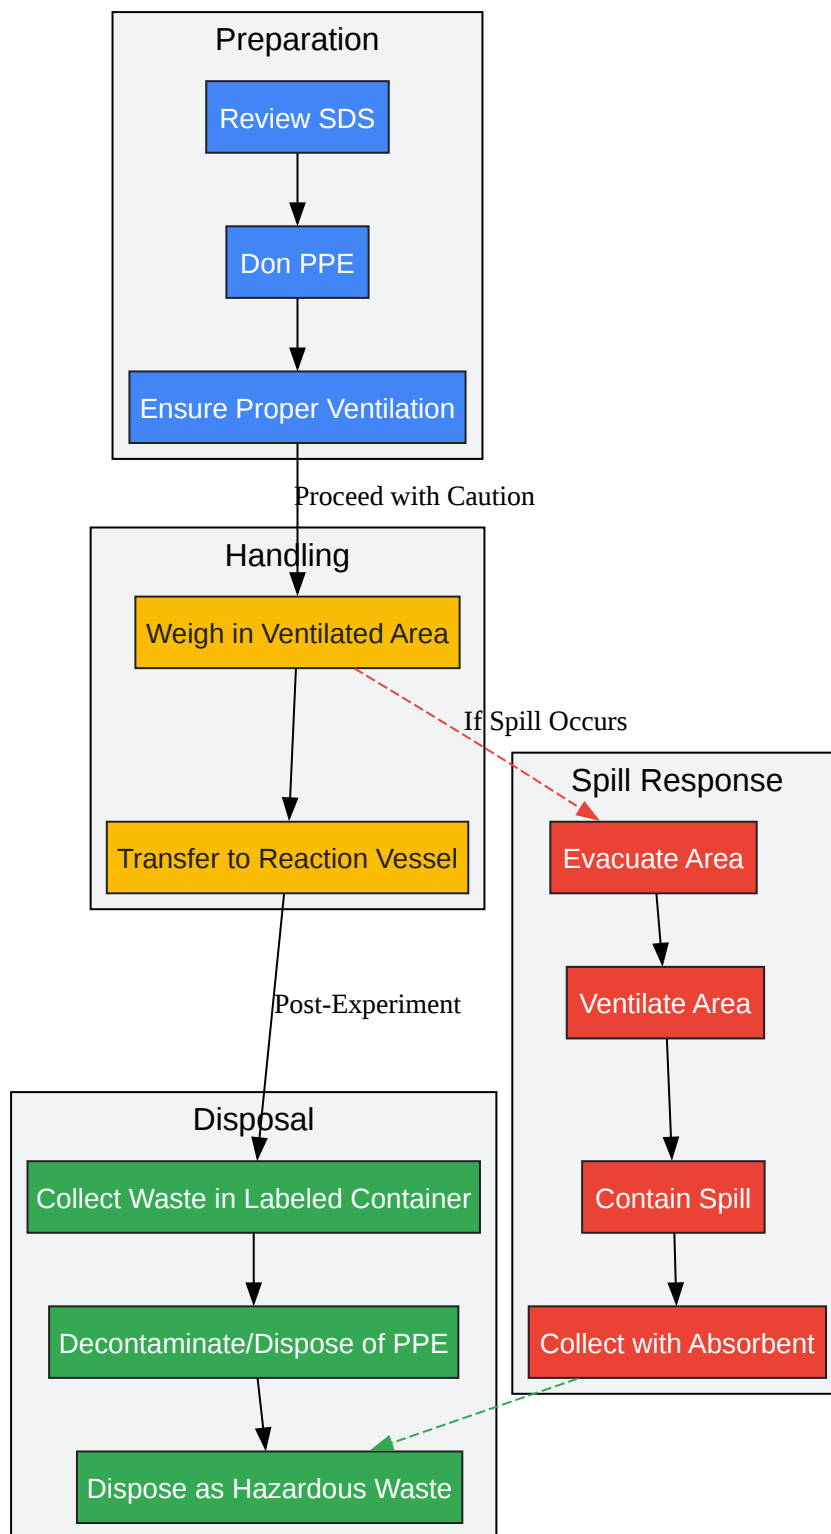 Preparation
Review SDS
Don PPE
Ensure Proper Ventilation
Proceed with Caution
Handling
Weigh in Ventilated Area
If Spill Occurs
Transfer to Reaction Vessel
Spill Response
Evacuate Area
Ventilate Area
Contain Spill
Collect with Absorbent
Post-Experiment
Disposal
Collect Waste in Labeled Container
Decontaminate/Dispose of PPE
Dispose as Hazardous Waste